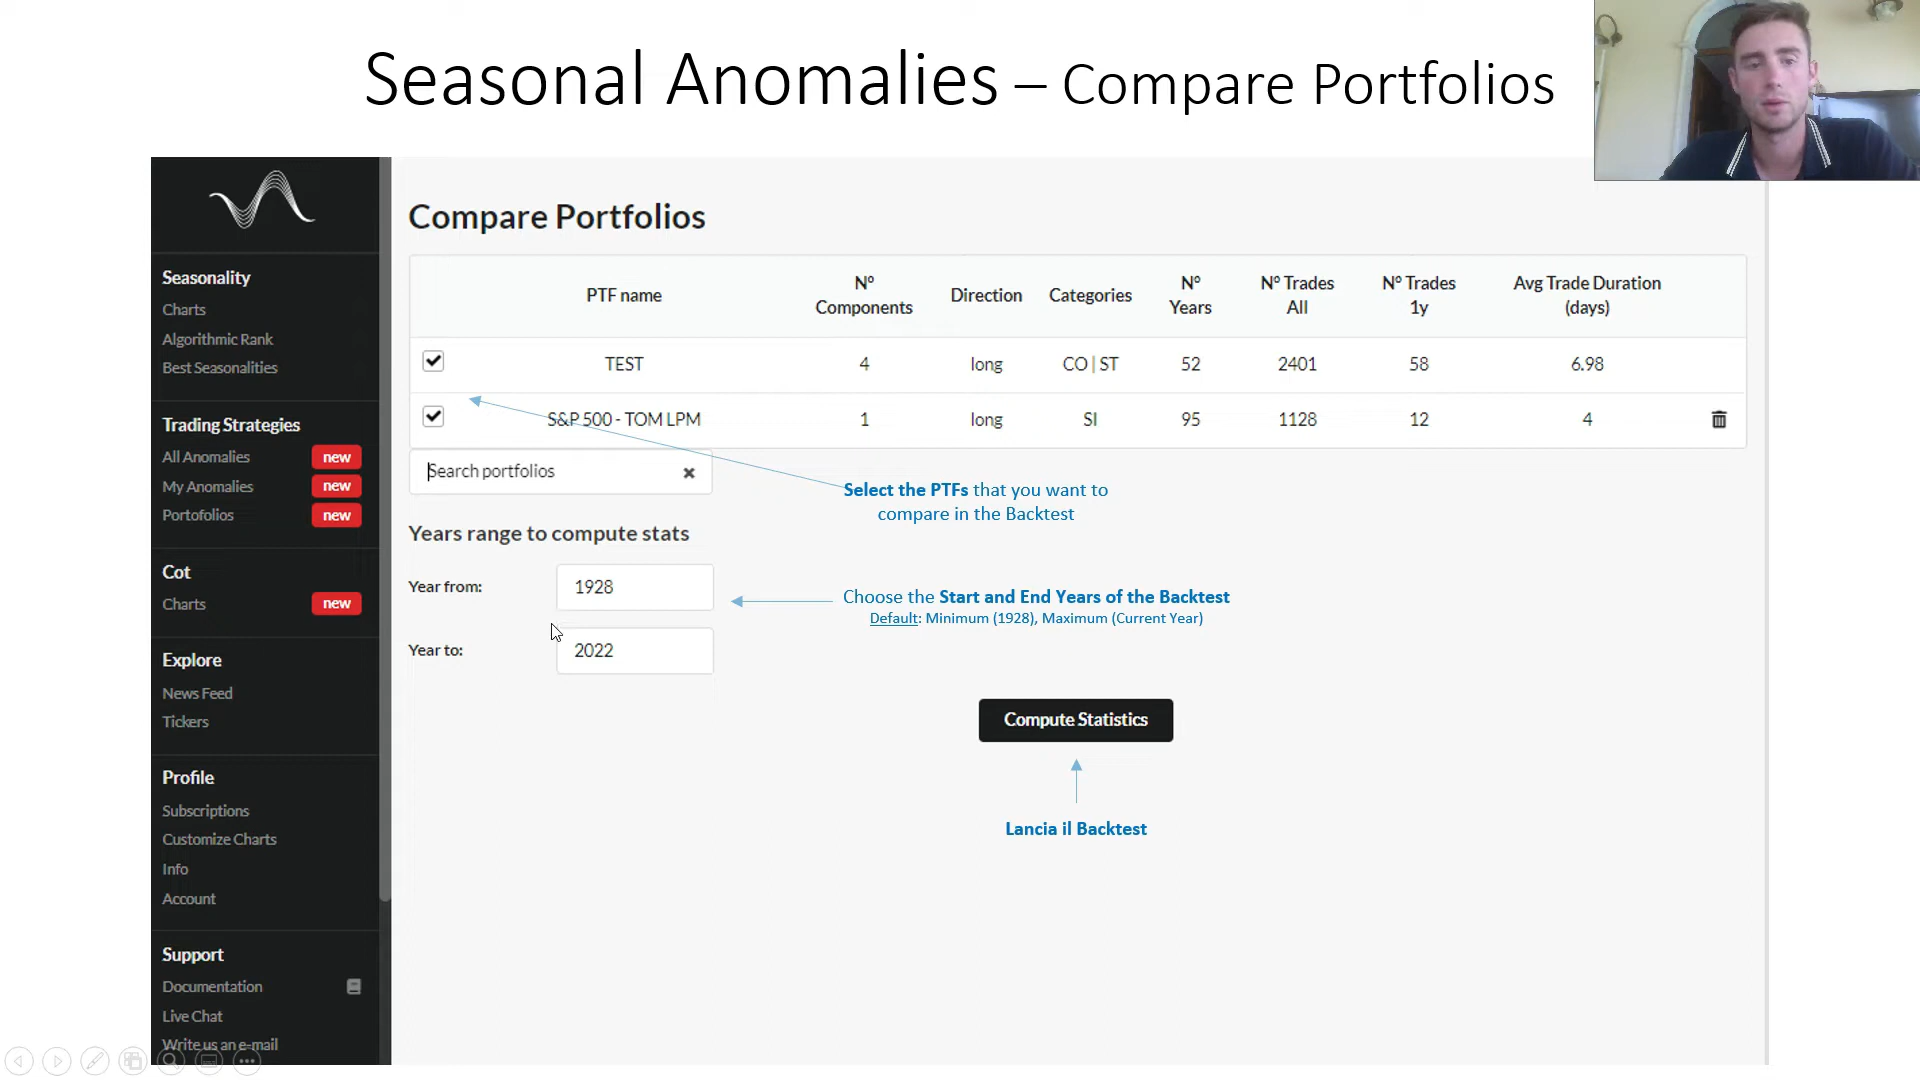 Seasonal Anomalies – Compare Portfolios
Compare Portfolios
PTF name
N° Components
Direction
Categories
N° Years
N° Trades All
N° Trades 1y
Avg Trade Duration (days)
TEST 4 long CO | ST 52 2401 58 6.98
S&P 500 - TOM LPM 1 long SI 95 1128 12 4
Search portfolios
Select the PTFs that you want to
compare in the Backtest
Years range to compute stats
Year from: 1928
Choose the Start and End Years of the Backtest
Default: Minimum (1928), Maximum (Current Year)
Year to: 2022
Compute Statistics
Lancia il Backtest
Seasonality
Charts
Algorithmic Rank
Best Seasonalities
Trading Strategies
All Anomalies new
My Anomalies new
Portofolios new
Cot
Charts new
Explore
News Feed
Tickers
Profile
Subscriptions
Customize Charts
Info
Account
Support
Documentation
Live Chat
Write us an e-mail